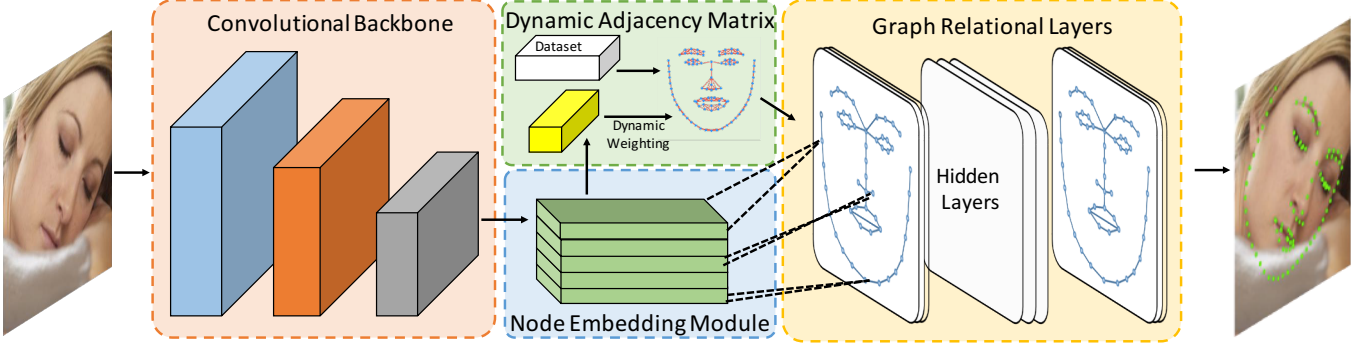 Convolutional Backbone
Dynamic Adjacency Matrix
Dataset
Dynamic
Weighting
Node Embedding Module
Graph Relational Layers
Hidden
Layers